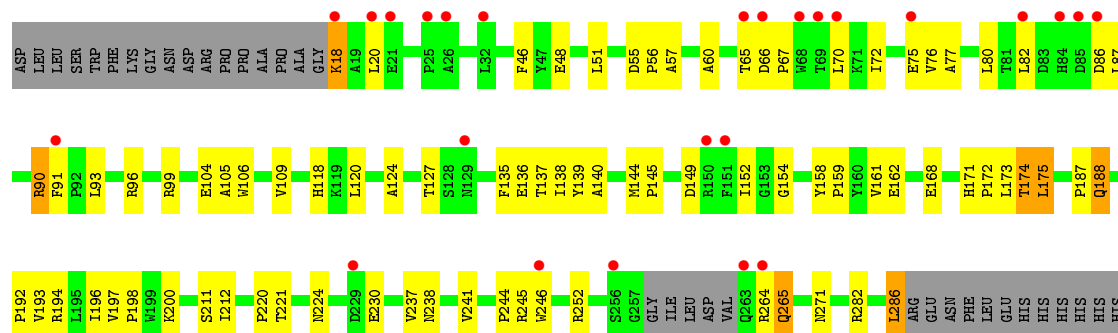 ASP LEU LEU SER TRP PHE LYS GLY ASN ASP ARG PRO PRO ALA PRO ALA GLY K18 A19 L20 E21 P25 A26 L32 F46 Y47 E48 L51 D55 P56 A57 A60 T65 D66 P67 W68 T69 L70 K71 I72 E75 V76 A77 L80 T81 L82 D83 H84 D85 D86 L87
R90 F91 P92 L93 R96 R99 E104 A105 W106 V109 H118 K119 L120 A124 T127 S128 N129 F135 E136 T137 I138 Y139 A140 M144 P145 D149 R150 F151 I152 G153 G154 Y158 P159 Y160 V161 E162 E168 H171 P172 L173 T174 L175 P187 Q188
P192 V193 R194 L195 I196 V197 P198 W199 K200 S211 I212 P220 T221 N224 D229 E230 V237 N238 V241 P244 R245 W246 R252 S256 G257 GLY ILE LEU ASP VAL Q263 R264 Q265 N271 R282 L286 ARG GLU ASN PHE LEU GLU HIS HIS HIS HIS HIS HIS